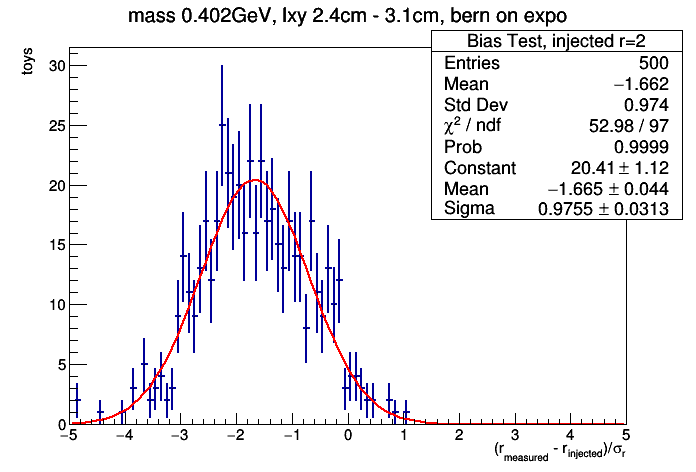 mass 0.402GeV, lxy 2.4cm - 3.1cm, bern on expo
Bias Test, injected r=2
Entries 500
Mean −1.662
Std Dev 0.974
χ² / ndf 52.98 / 97
Prob 0.9999
Constant 20.41 ± 1.12
Mean −1.665 ± 0.044
Sigma 0.9755 ± 0.0313
toys
30
25
20
15
10
5
0
−5 −4 −3 −2 −1 0 1 2 3 4 5
(r_measured - r_injected)/σ_r